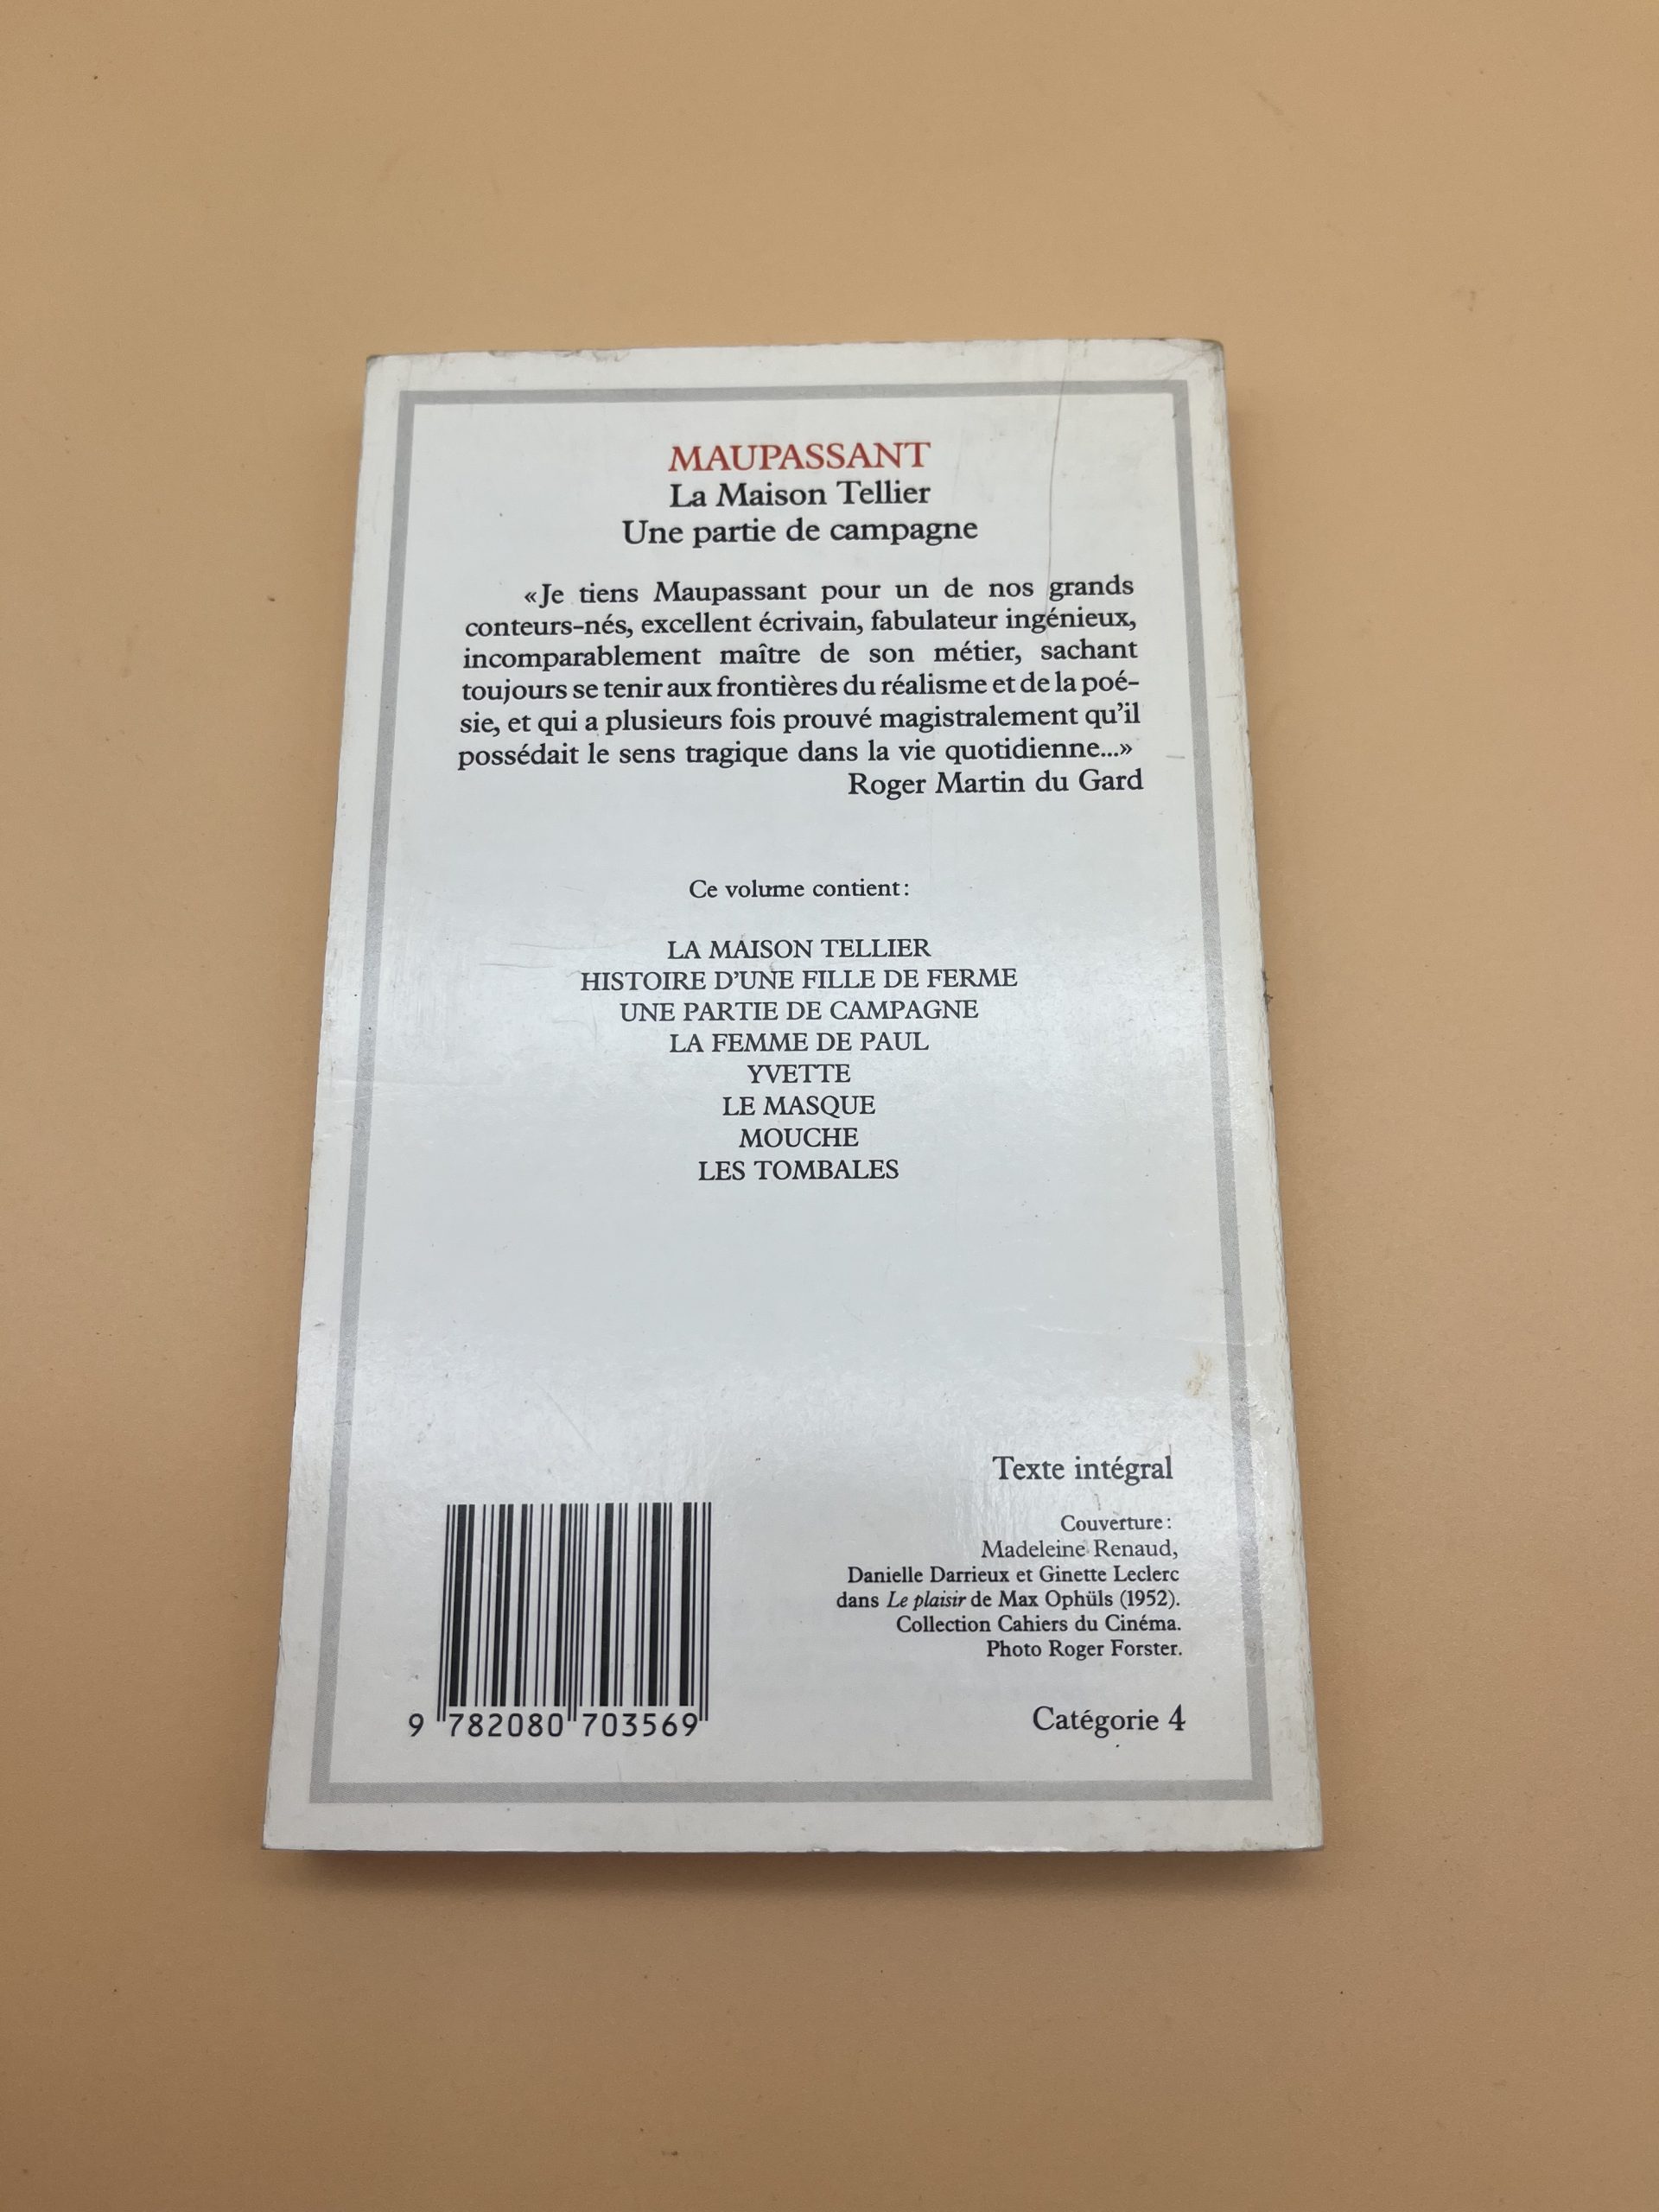 MAUPASSANT
La Maison Tellier
Une partie de campagne
«Je tiens Maupassant pour un de nos grands
conteurs-nés, excellent écrivain, fabulateur ingénieux,
incomparablement maître de son métier, sachant
toujours se tenir aux frontières du réalisme et de la poé-
sie, et qui a plusieurs fois prouvé magistralement qu'il
possédait le sens tragique dans la vie quotidienne...»
Roger Martin du Gard
Ce volume contient:
LA MAISON TELLIER
HISTOIRE D'UNE FILLE DE FERME
UNE PARTIE DE CAMPAGNE
LA FEMME DE PAUL
YVETTE
LE MASQUE
MOUCHE
LES TOMBALES
Texte intégral
Couverture:
Madeleine Renaud,
Danielle Darrieux et Ginette Leclerc
dans Le plaisir de Max Ophüls (1952).
Collection Cahiers du Cinéma.
Photo Roger Forster.
9 782080 703569
Catégorie 4